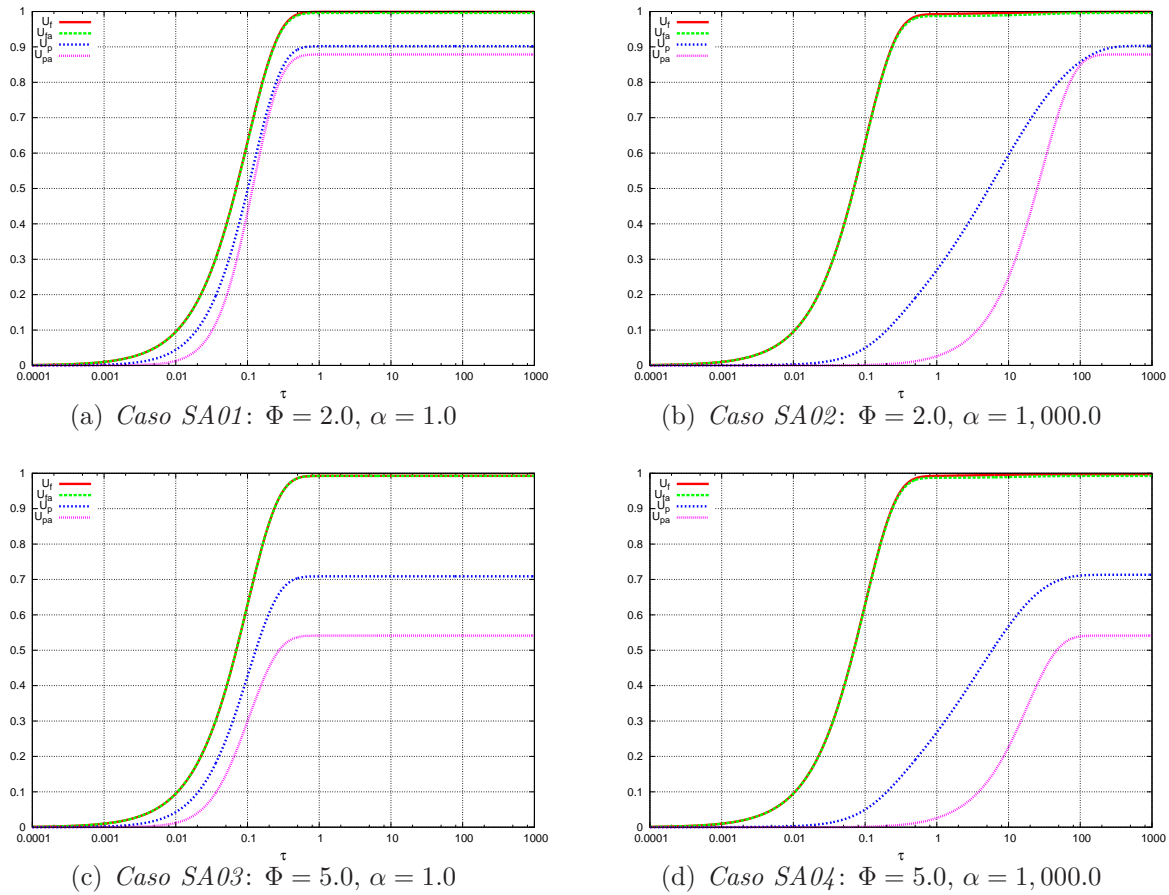 1
0.9
0.8
0.7
0.6
0.5
0.4
0.3
0.2
0.1
0
U_f
U_fa
U_p
U_pa
0.0001 0.001 0.01 0.1 1 10 100 1000
τ
(a) Caso SA01: Φ = 2.0, α = 1.0
1
0.9
0.8
0.7
0.6
0.5
0.4
0.3
0.2
0.1
0
U_f
U_fa
U_p
U_pa
0.0001 0.001 0.01 0.1 1 10 100 1000
τ
(b) Caso SA02: Φ = 2.0, α = 1, 000.0
1
0.9
0.8
0.7
0.6
0.5
0.4
0.3
0.2
0.1
0
U_f
U_fa
U_p
U_pa
0.0001 0.001 0.01 0.1 1 10 100 1000
τ
(c) Caso SA03: Φ = 5.0, α = 1.0
1
0.9
0.8
0.7
0.6
0.5
0.4
0.3
0.2
0.1
0
U_f
U_fa
U_p
U_pa
0.0001 0.001 0.01 0.1 1 10 100 1000
τ
(d) Caso SA04: Φ = 5.0, α = 1, 000.0